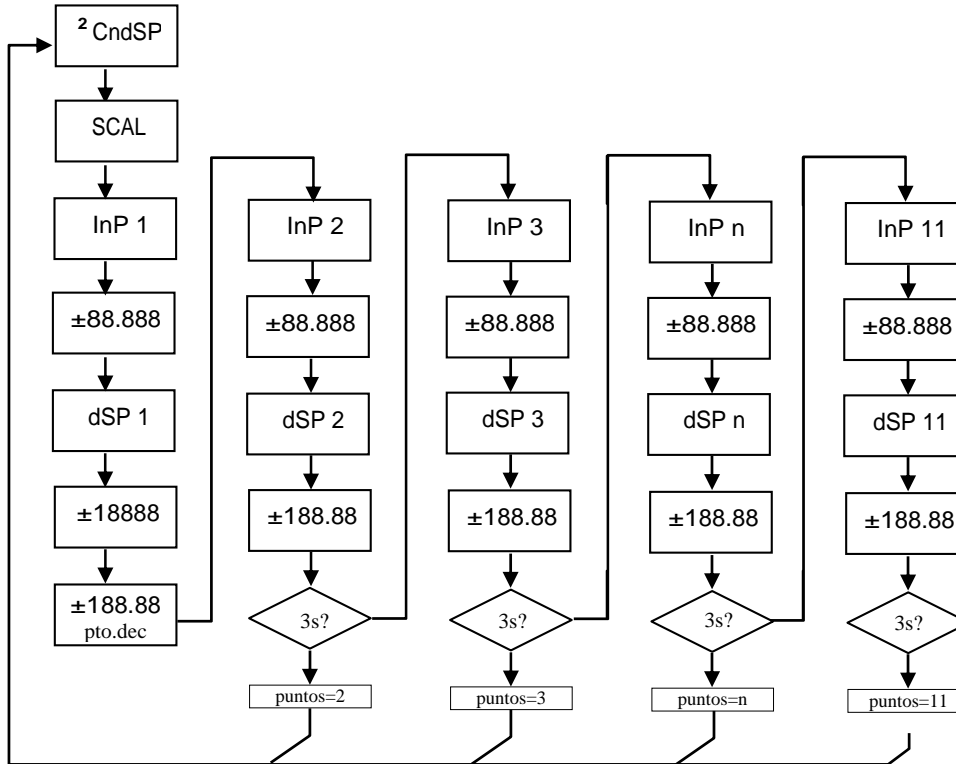 ² CndSP
SCAL
InP 1
±88.888
dSP 1
±18888
±188.88
pto.dec
InP 2
±88.888
dSP 2
±188.88
3s?
puntos=2
InP 3
±88.888
dSP 3
±188.88
3s?
puntos=3
InP n
±88.888
dSP n
±188.88
3s?
puntos=n
InP 11
±88.888
dSP 11
±188.88
3s?
puntos=11